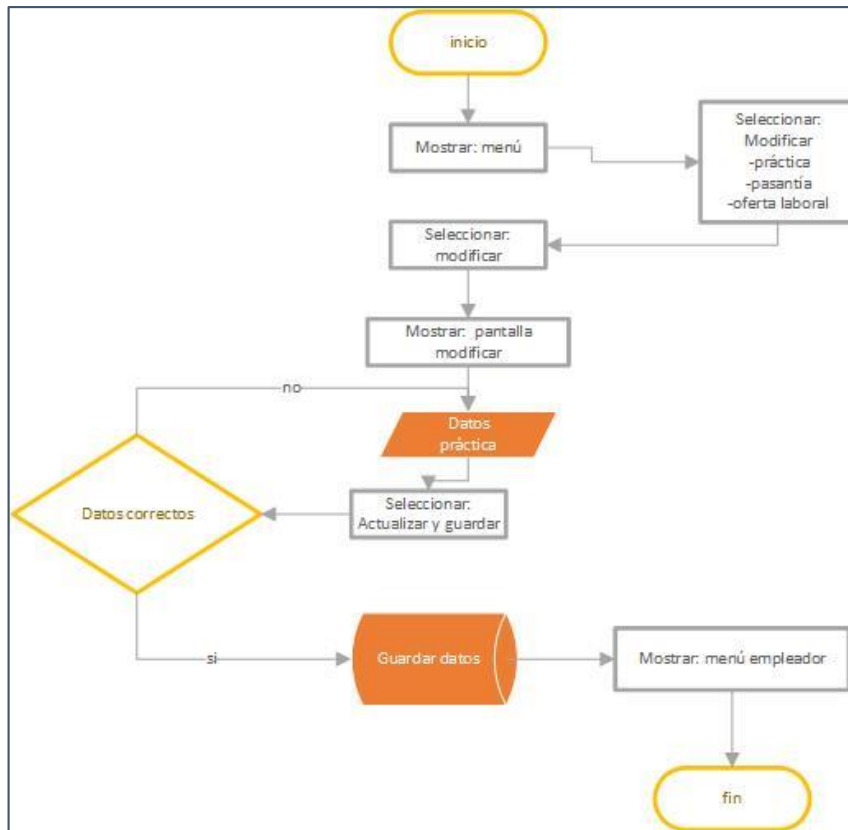 inicio
Mostrar: menú
Seleccionar:
Modificar
-práctica
-pasantía
-oferta laboral
Seleccionar:
modificar
Mostrar: pantalla
modificar
no
Datos
práctica
Seleccionar:
Actualizar y guardar
Datos correctos
si
Guardar datos
Mostrar: menú empleador
fin